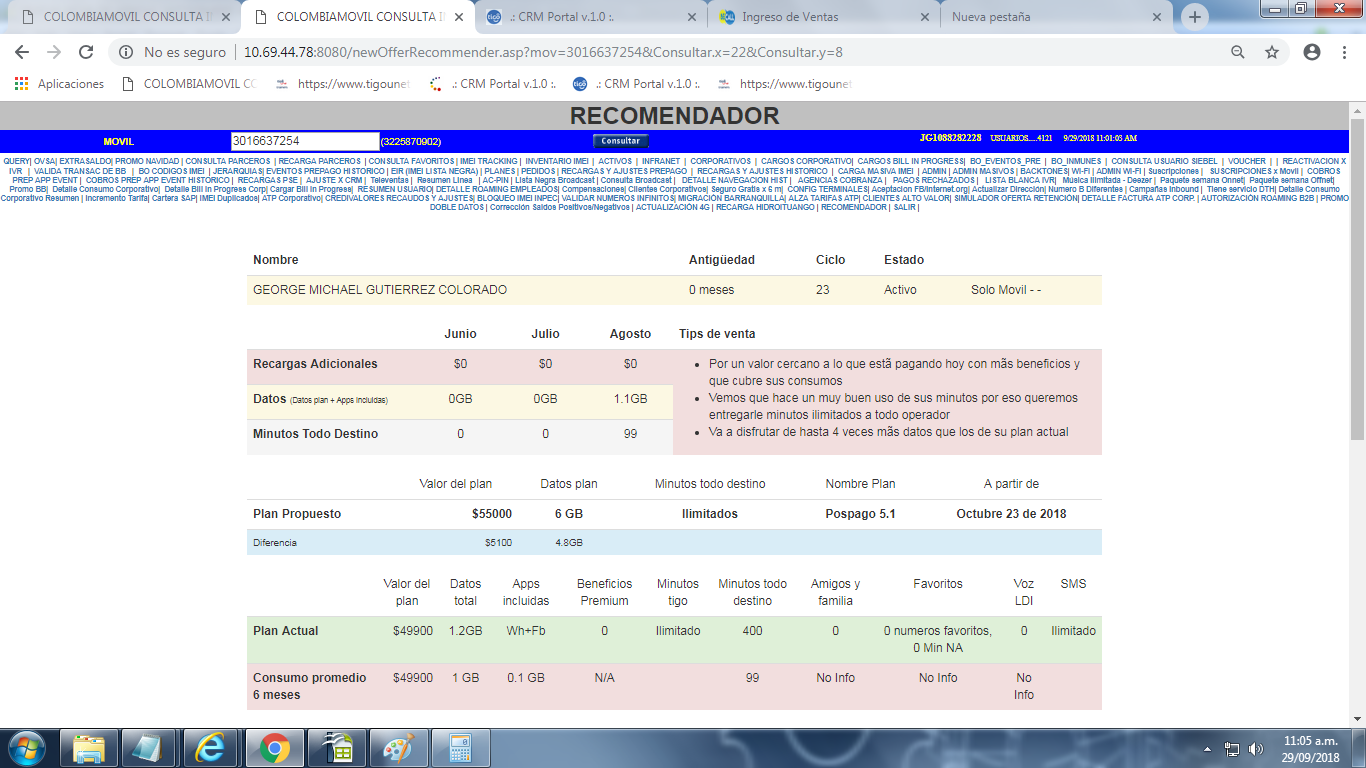 COLOMBIAMOVIL CONSULTA I
COLOMBIAMOVIL CONSULTA I
.: CRM Portal v.1.0 :.
Ingreso de Ventas
Nueva pestaña
No es seguro
10.69.44.78:8080/newOfferRecommender.asp?mov=3016637254&Consultar.x=22&Consultar.y=8
Aplicaciones
COLOMBIAMOVIL CO
https://www.tigounet
.: CRM Portal v.1.0 :.
.: CRM Portal v.1.0 :.
https://www.tigounet
RECOMENDADOR
MOVIL
3016637254
(3225870902)
Consultar
JG1088282228 USUARIOS....4121 9/29/2018 11:01:03 AM
QUERY| OVSA| EXTRASALDO| PROMO NAVIDAD | CONSULTA PARCEROS | RECARGA PARCEROS | CONSULTA FAVORITOS | IMEI TRACKING | INVENTARIO IMEI | ACTIVOS | INFRANET | CORPORATIVOS | CARGOS CORPORATIVO| CARGOS BILL IN PROGRESS| BO_EVENTOS_PRE | BO_INMUNES | CONSULTA USUARIO SIEBEL | VOUCHER | | REACTIVACION X
IVR | VALIDA TRANSAC DE BB | BO CODIGOS IMEI | JERARQUIAS| EVENTOS PREPAGO HISTORICO | EIR (IMEI LISTA NEGRA) | PLANES | PEDIDOS | RECARGAS Y AJUSTES PREPAGO | RECARGAS Y AJUSTES HISTORICO | CARGA MASIVA IMEI | ADMIN | ADMIN MASIVOS | BACKTONES| WI-FI | ADMIN WI-FI | Suscripciones | SUSCRIPCIONES x Movil | COBROS
PREP APP EVENT | COBROS PREP APP EVENT HISTORICO | RECARGAS PSE | AJUSTE X CRM | Televentas | Resumen Linea | AC-PIN | Lista Negra Broadcast | Consulta Broadcast | DETALLE NAVEGACION HIST | AGENCIAS COBRANZA | PAGOS RECHAZADOS | LISTA BLANCA IVR| Música Ilimitada - Deezer | Paquete semana Onnet| Paquete semana Offnet|
Promo BB| Detalle Consumo Corporativo| Detalle Bill In Progress Corp| Cargar Bill In Progress| RESUMEN USUARIO| DETALLE ROAMING EMPLEADOS| Compensaciones| Clientes Corporativos| Seguro Gratis x 6 m| CONFIG TERMINALES| Aceptacion FB/Internet.org| Actualizar Dirección| Numero B Diferentes | Campañas Inbound | Tiene servicio DTH| Detalle Consumo
Corporativo Resumen | Incremento Tarifa| Cartera SAP| IMEI Duplicados| ATP Corporativo| CREDIVALORES RECAUDOS Y AJUSTES| BLOQUEO IMEI INPEC| VALIDAR NUMEROS INFINITOS| MIGRACIÓN BARRANQUILLA| ALZA TARIFAS ATP| CLIENTES ALTO VALOR| SIMULADOR OFERTA RETENCIÓN| DETALLE FACTURA ATP CORP. | AUTORIZACIÓN ROAMING B2B | PROMO
DOBLE DATOS | Corrección Saldos Positivos/Negativos | ACTUALIZACIÓN 4G | RECARGA HIDROITUANGO | RECOMENDADOR | SALIR |
Nombre Antigüedad Ciclo Estado
GEORGE MICHAEL GUTIERREZ COLORADO 0 meses 23 Activo Solo Movil - -
Junio Julio Agosto Tips de venta
Recargas Adicionales $0 $0 $0
Datos (Datos plan + Apps incluidas) 0GB 0GB 1.1GB
Minutos Todo Destino 0 0 99
Por un valor cercano a lo que estã pagando hoy con mãs beneficios y
que cubre sus consumos
Vemos que hace un muy buen uso de sus minutos por eso queremos
entregarle minutos ilimitados a todo operador
Va a disfrutar de hasta 4 veces mãs datos que los de su plan actual
Valor del plan Datos plan Minutos todo destino Nombre Plan A partir de
Plan Propuesto $55000 6 GB Ilimitados Pospago 5.1 Octubre 23 de 2018
Diferencia $5100 4.8GB
Valor del Datos Apps Beneficios Minutos Minutos todo Amigos y Favoritos Voz SMS
plan total incluidas Premium tigo destino familia LDI
Plan Actual $49900 1.2GB Wh+Fb 0 Ilimitado 400 0 0 numeros favoritos, 0 Ilimitado
0 Min NA
Consumo promedio $49900 1 GB 0.1 GB N/A 99 No Info No Info No
6 meses Info
11:05 a.m.
29/09/2018